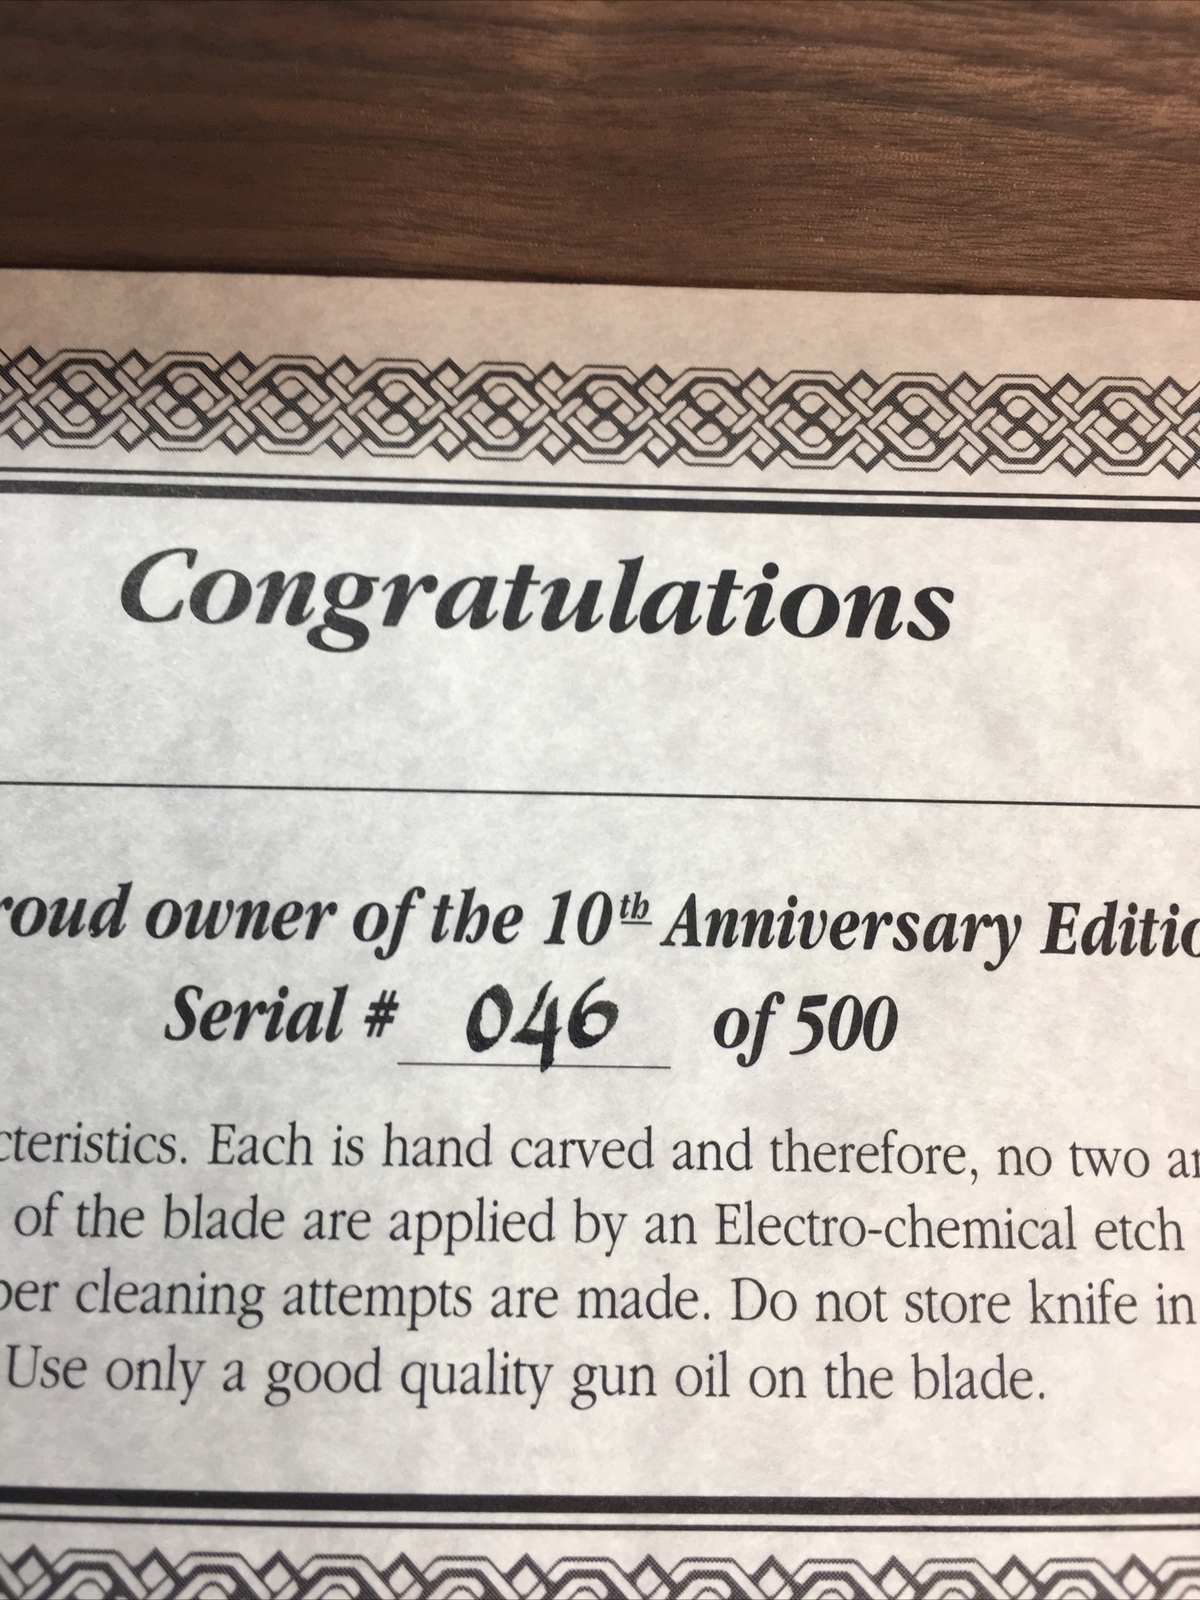 Congratulations
roud owner of the 10th Anniversary Editio
Serial # 046 of 500
cteristics. Each is hand carved and therefore, no two ar
of the blade are applied by an Electro-chemical etch
per cleaning attempts are made. Do not store knife in
Use only a good quality gun oil on the blade.